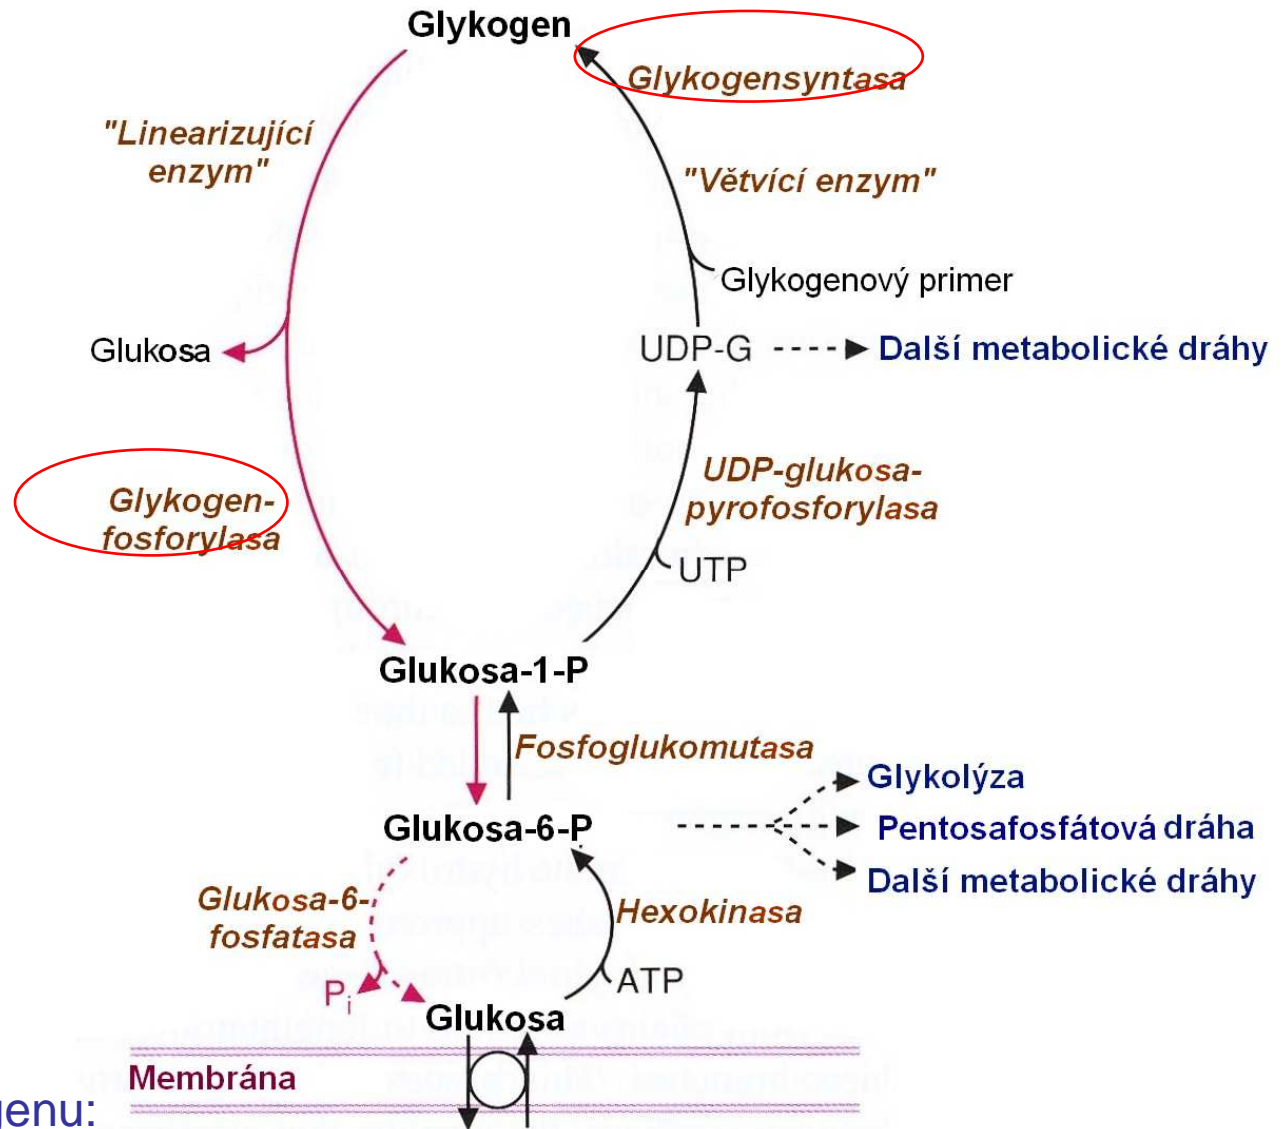 Glykogen
Glykogensyntasa
"Linearizující
enzym"
"Větvící enzym"
Glykogenový primer
Glukosa
UDP-G
Další metabolické dráhy
Glykogen-
fosforylasa
UDP-glukosa-
pyrofosforylasa
UTP
Glukosa-1-P
Fosfoglukomutasa
Glykolýza
Glukosa-6-P
Pentosafosfátová dráha
Další metabolické dráhy
Glukosa-6-
fosfatasa
Hexokinasa
ATP
Pi
Glukosa
Membrána
genu: